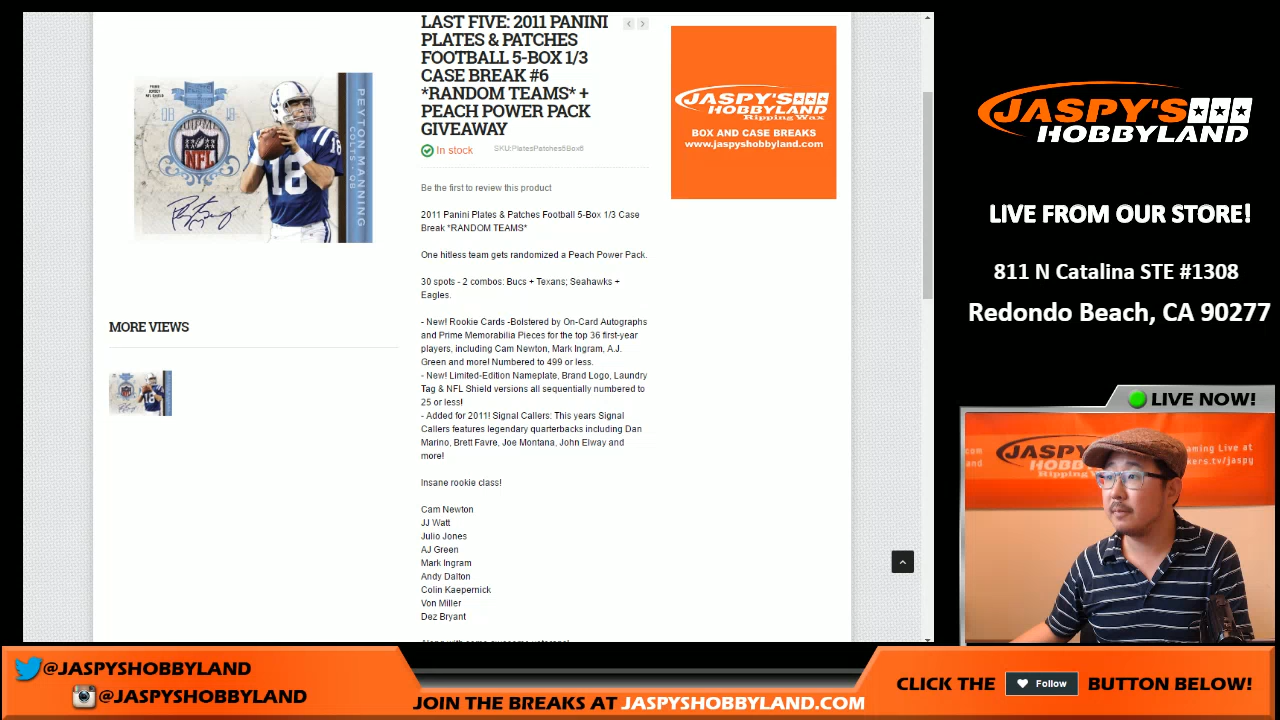 LAST FIVE: 2011 PANINI
PLATES & PATCHES
FOOTBALL 5-BOX 1/3
CASE BREAK #6
*RANDOM TEAMS* +
PEACH POWER PACK
GIVEAWAY
In stock
SKU:PlatesPatches5Box6
Be the first to review this product
2011 Panini Plates & Patches Football 5-Box 1/3 Case
Break *RANDOM TEAMS*
One hitless team gets randomized a Peach Power Pack.
30 spots - 2 combos: Bucs + Texans; Seahawks +
Eagles.
- New! Rookie Cards -Bolstered by On-Card Autographs
and Prime Memorabilia Pieces for the top 36 first-year
players, including Cam Newton, Mark Ingram, A.J.
Green and more! Numbered to 499 or less.
- New! Limited-Edition Nameplate, Brand Logo, Laundry
Tag & NFL Shield versions all sequentially numbered to
25 or less!
- Added for 2011! Signal Callers: This years Signal
Callers features legendary quarterbacks including Dan
Marino, Brett Favre, Joe Montana, John Elway and
more!
Insane rookie class!
Cam Newton
JJ Watt
Julio Jones
AJ Green
Mark Ingram
Andy Dalton
Colin Kaepernick
Von Miller
Dez Bryant
PEYTON MANNING
COLTS • QB
NFL
18
18
MORE VIEWS
JASPY'S
HOBBYLAND
Ripping Wax
BOX AND CASE BREAKS
www.jaspyshobbyland.com
JASPY'S
HOBBYLAND
LIVE FROM OUR STORE!
811 N Catalina STE #1308
Redondo Beach, CA 90277
LIVE NOW!
JASPY'S
@JASPYSHOBBYLAND
@JASPYSHOBBYLAND
JOIN THE BREAKS AT JASPYSHOBBYLAND.COM
CLICK THE
Follow
BUTTON BELOW!